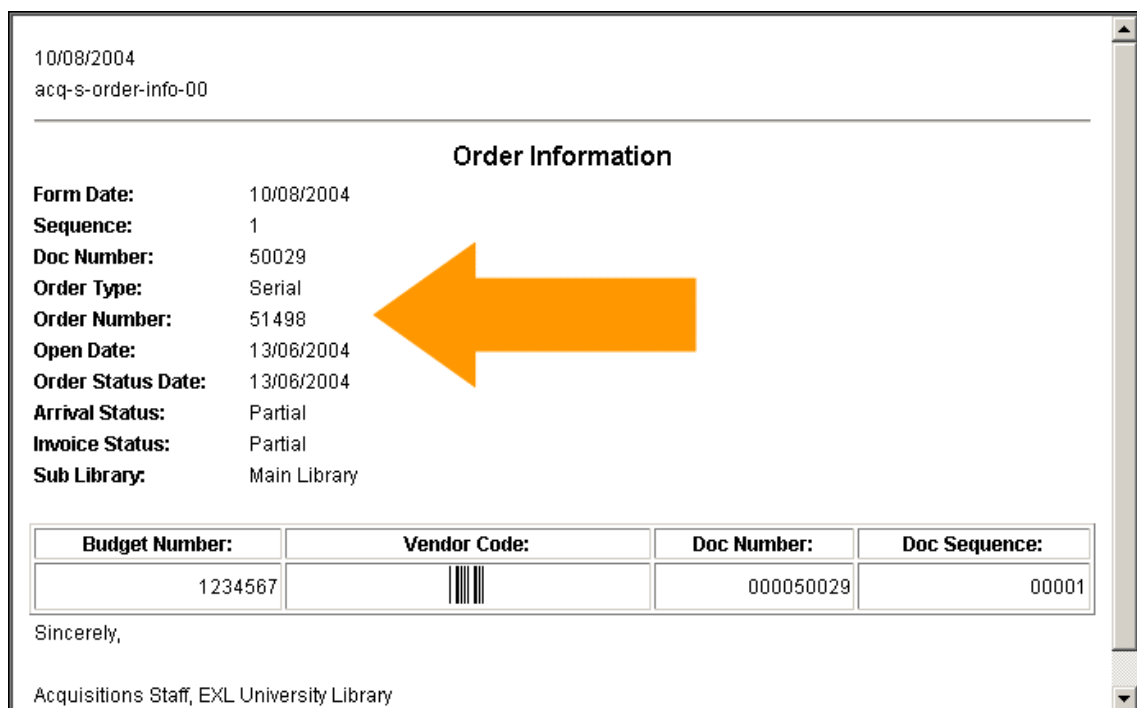 10/08/2004
acq-s-order-info-00
Order Information
Form Date: 10/08/2004
Sequence: 1
Doc Number: 50029
Order Type: Serial
Order Number: 51498
Open Date: 13/06/2004
Order Status Date: 13/06/2004
Arrival Status: Partial
Invoice Status: Partial
Sub Library: Main Library
Budget Number: Vendor Code: Doc Number: Doc Sequence:
1234567 000050029 00001
Sincerely,
Acquisitions Staff, EXL University Library